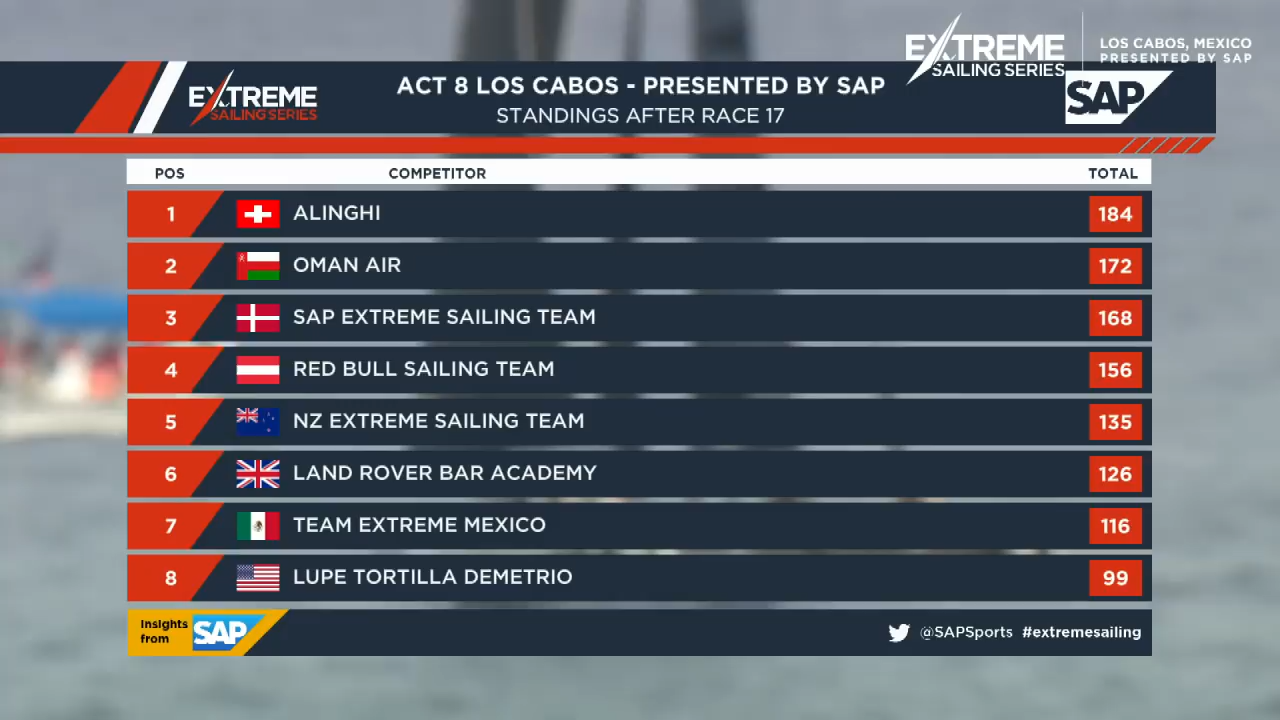 EXTREME
SAILING SERIES
LOS CABOS, MEXICO
PRESENTED BY SAP
EXTREME
SAILING SERIES
ACT 8 LOS CABOS - PRESENTED BY SAP
STANDINGS AFTER RACE 17
SAP
POS COMPETITOR TOTAL
1 ALINGHI 184
2 OMAN AIR 172
3 SAP EXTREME SAILING TEAM 168
4 RED BULL SAILING TEAM 156
5 NZ EXTREME SAILING TEAM 135
6 LAND ROVER BAR ACADEMY 126
7 TEAM EXTREME MEXICO 116
8 LUPE TORTILLA DEMETRIO 99
Insights
from
SAP
@SAPSports #extremesailing